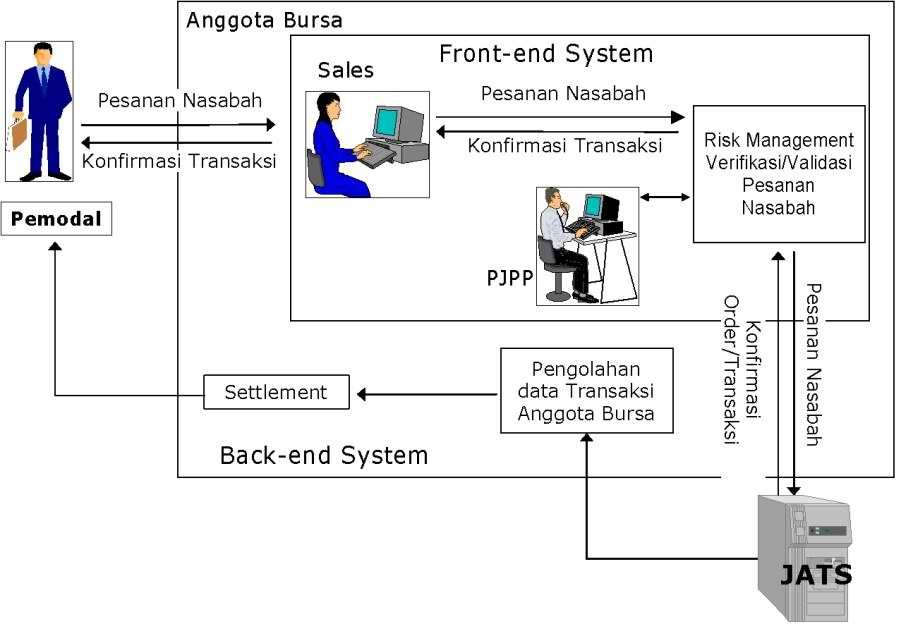 Anggota Bursa
Front-end System
Sales
Pesanan Nasabah
Konfirmasi Transaksi
Pesanan Nasabah
Konfirmasi Transaksi
Risk Management
Verifikasi/Validasi
Pesanan
Nasabah
Pemodal
PJPP
Konfirmasi
Order/Transaksi
Pesanan Nasabah
Pengolahan
data Transaksi
Anggota Bursa
Settlement
Back-end System
JATS